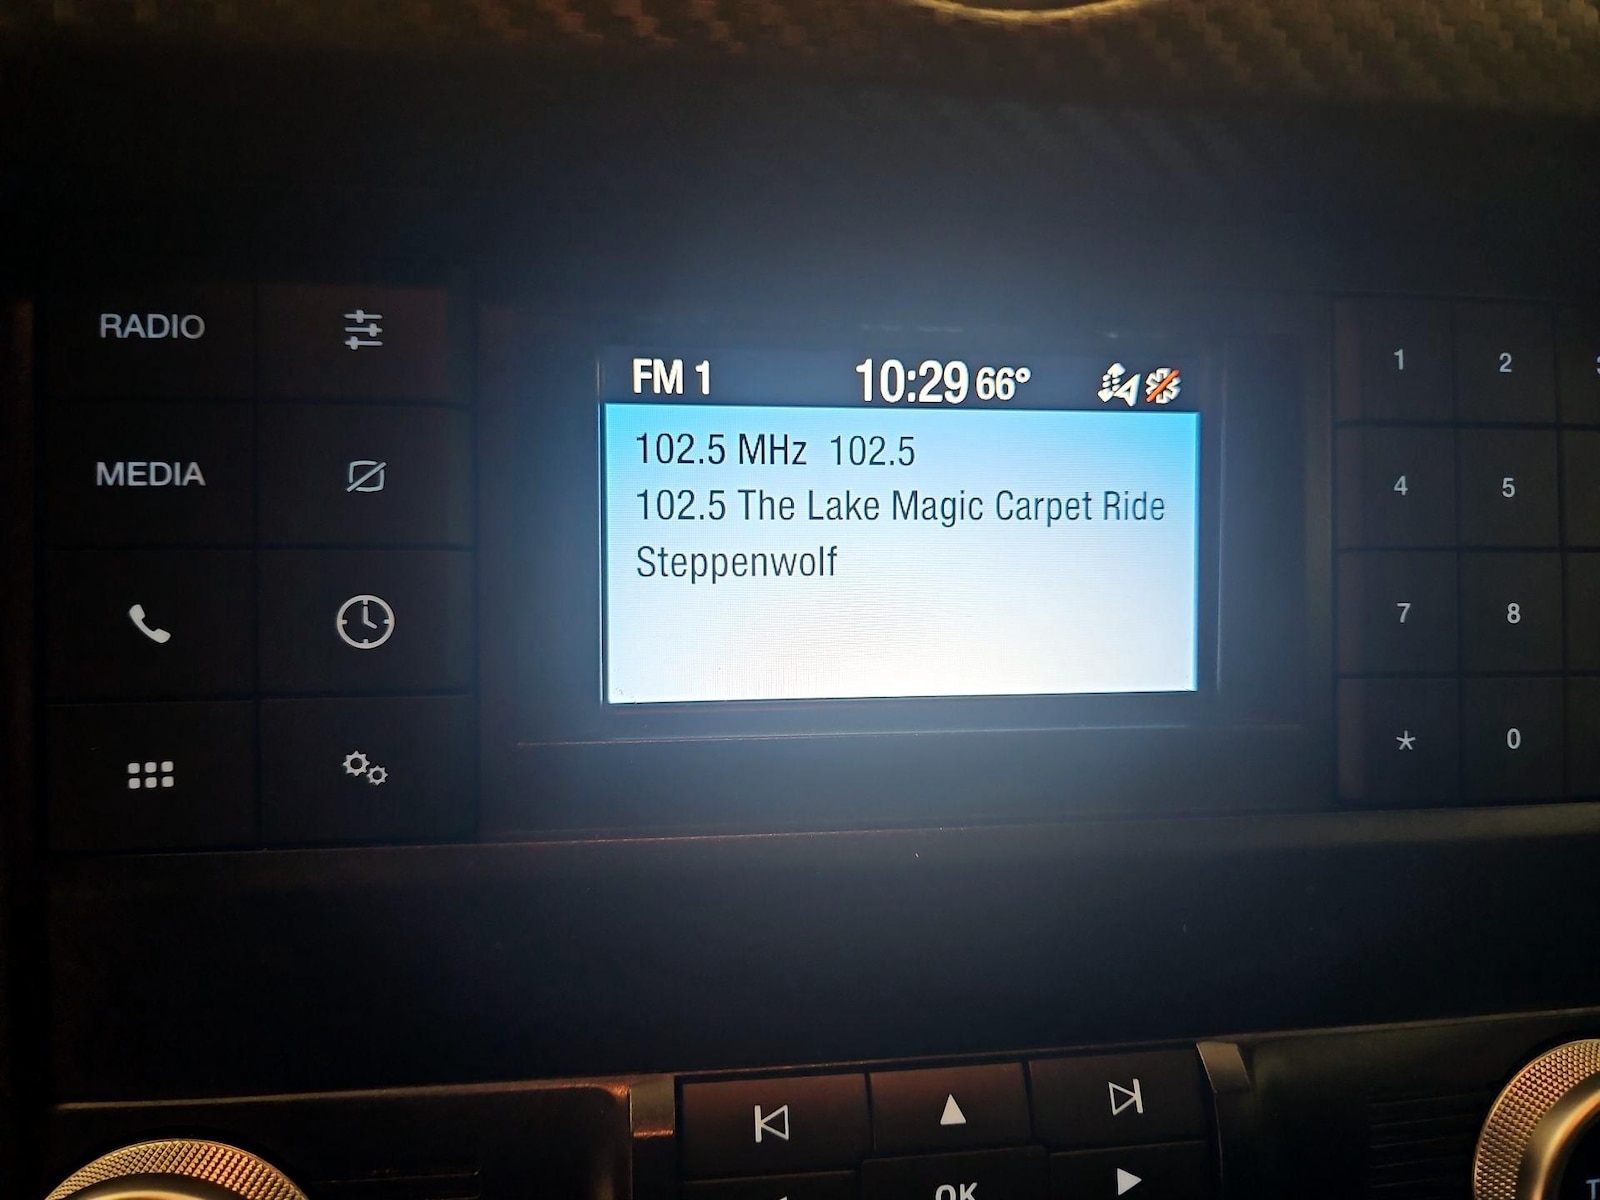 RADIO
MEDIA
FM 1 10:29 66°
102.5 MHz 102.5
102.5 The Lake Magic Carpet Ride
Steppenwolf
1 2
4 5
7 8
* 0
OK